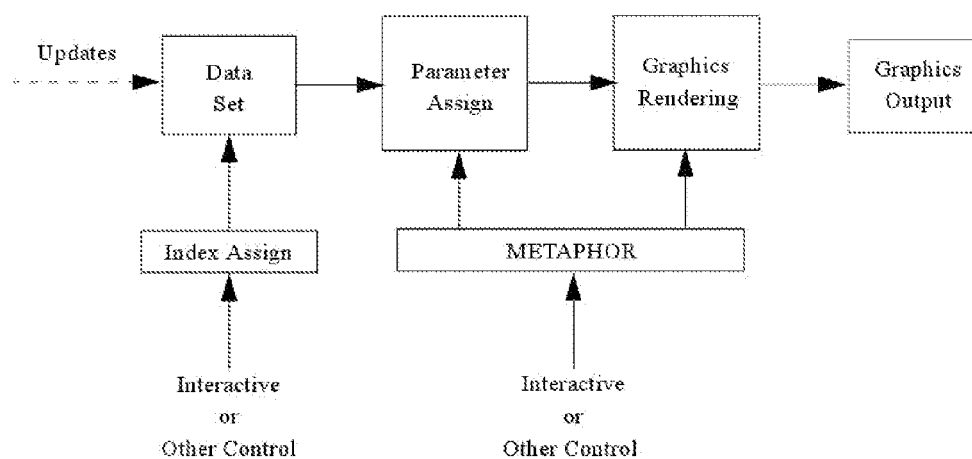 Updates
Data
Set
Parameter
Assign
Graphics
Rendering
Graphics
Output
Index Assign
METAPHOR
Interactive
or
Other Control
Interactive
or
Other Control